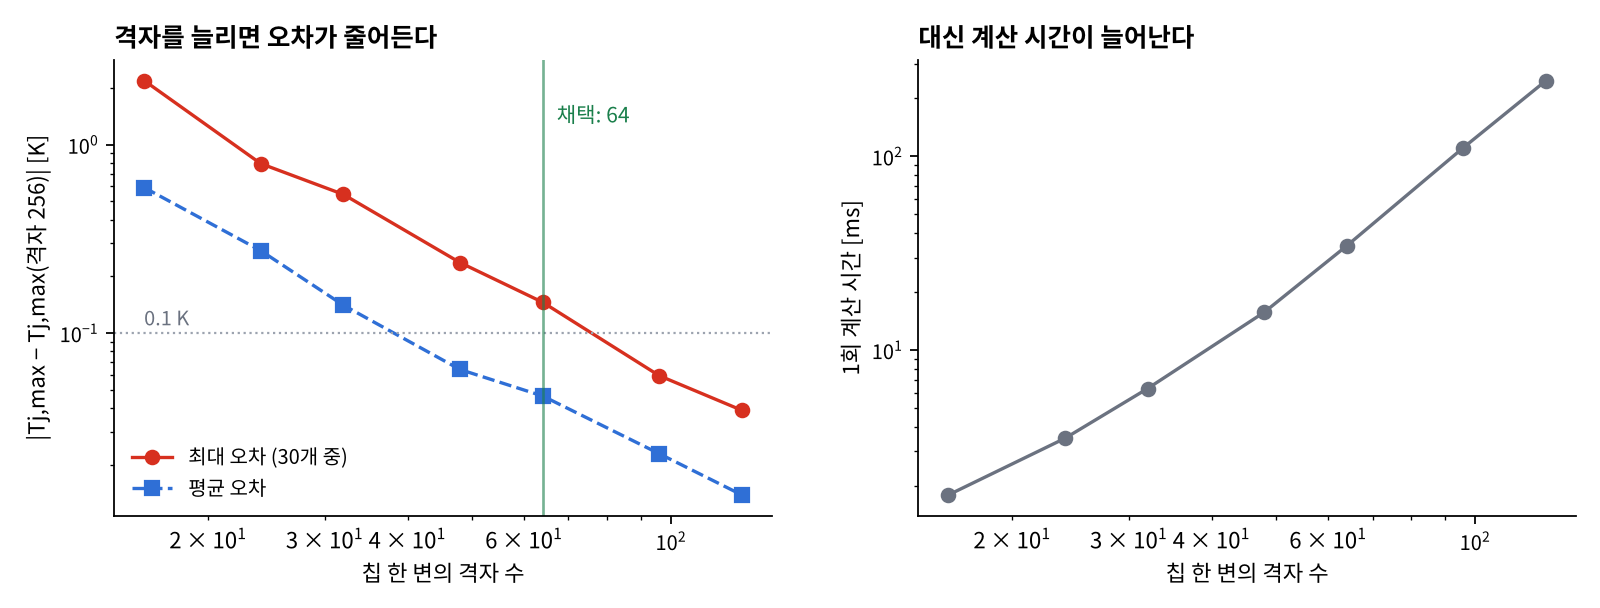 격자를 늘리면 오차가 줄어든다
|Tj,max − Tj,max(격자 256)| [K]
10⁰
10⁻¹
채택: 64
0.1 K
최대 오차 (30개 중)
평균 오차
2 × 10¹
3 × 10¹
4 × 10¹
6 × 10¹
10²
칩 한 변의 격자 수
대신 계산 시간이 늘어난다
1회 계산 시간 [ms]
10²
10¹
2 × 10¹
3 × 10¹
4 × 10¹
6 × 10¹
10²
칩 한 변의 격자 수